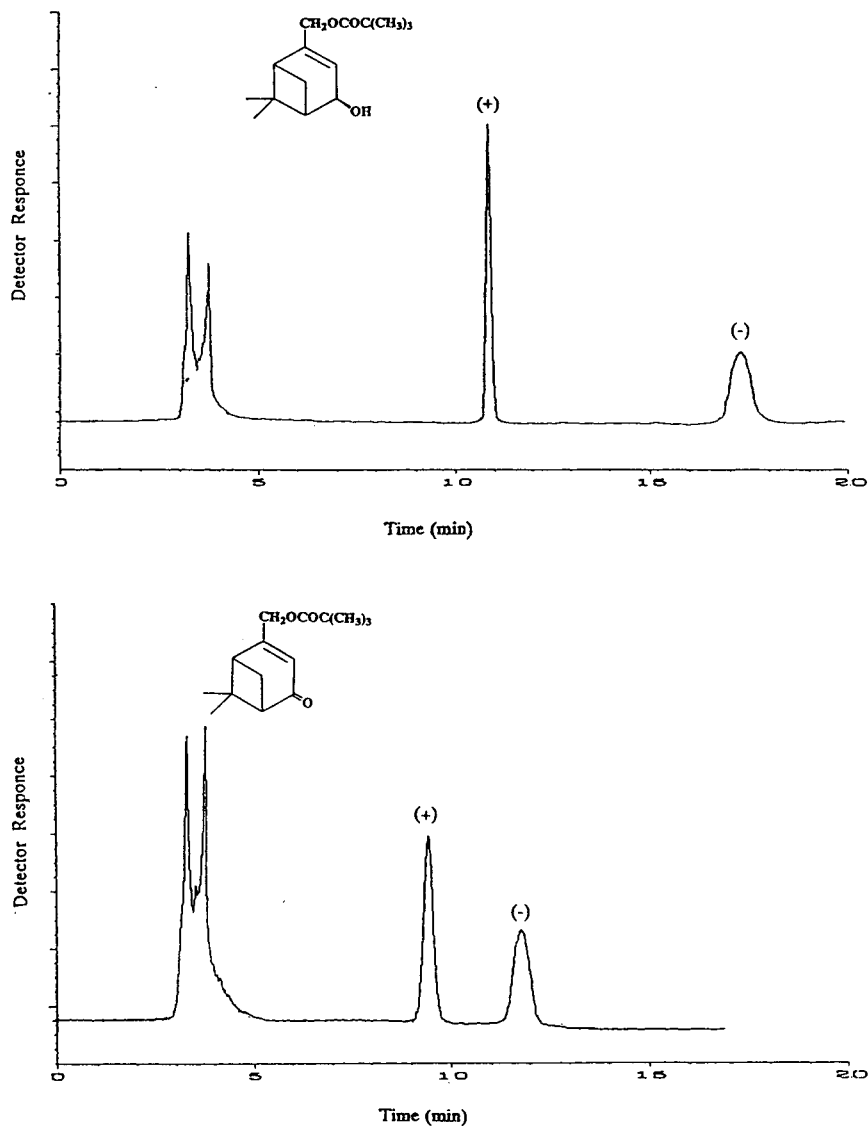 CH₂OCOC(CH₃)₃
OH
(+)
(-)
Detector Responce
0 5 10 15 20
Time (min)
CH₂OCOC(CH₃)₃
O
(+)
(-)
Detector Responce
0 5 10 15 20
Time (min)